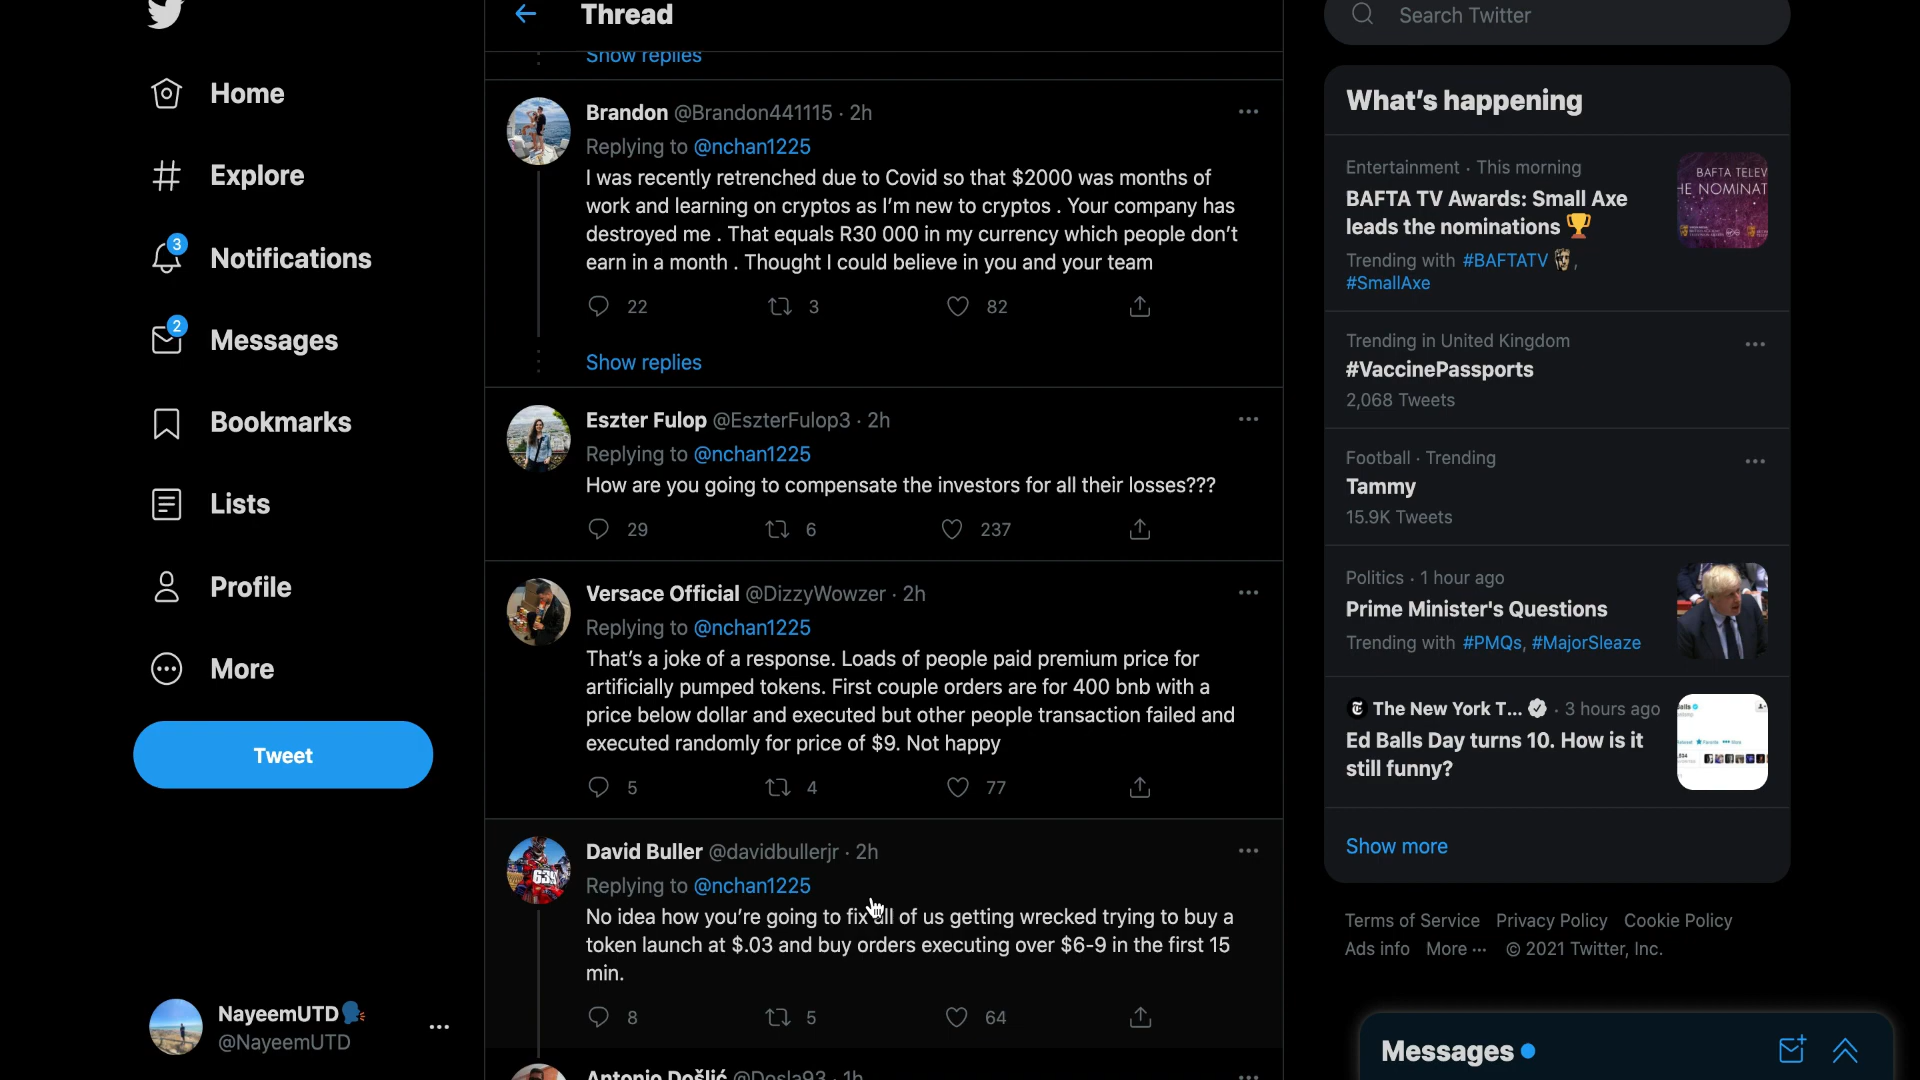 Home
Explore
3
Notifications
2
Messages
Bookmarks
Lists
Profile
More
Tweet
NayeemUTD
@NayeemUTD
Thread
Show replies
Brandon @Brandon441115 · 2h
Replying to @nchan1225
I was recently retrenched due to Covid so that $2000 was months of
work and learning on cryptos as I'm new to cryptos . Your company has
destroyed me . That equals R30 000 in my currency which people don't
earn in a month . Thought I could believe in you and your team
22 3 82
Show replies
Eszter Fulop @EszterFulop3 · 2h
Replying to @nchan1225
How are you going to compensate the investors for all their losses???
29 6 237
Versace Official @DizzyWowzer · 2h
Replying to @nchan1225
That's a joke of a response. Loads of people paid premium price for
artificially pumped tokens. First couple orders are for 400 bnb with a
price below dollar and executed but other people transaction failed and
executed randomly for price of $9. Not happy
5 4 77
David Buller @davidbullerjr · 2h
Replying to @nchan1225
No idea how you're going to fix all of us getting wrecked trying to buy a
token launch at $.03 and buy orders executing over $6-9 in the first 15
min.
8 5 64
Antonio Došlić @Dosla93 · 1h
Search Twitter
What's happening
Entertainment · This morning
BAFTA TV Awards: Small Axe
leads the nominations 🏆
Trending with #BAFTATV ,
#SmallAxe
BAFTA TELEV
HE NOMINAT
Trending in United Kingdom
#VaccinePassports
2,068 Tweets
Football · Trending
Tammy
15.9K Tweets
Politics · 1 hour ago
Prime Minister's Questions
Trending with #PMQs, #MajorSleaze
The New York T... · 3 hours ago
Ed Balls Day turns 10. How is it
still funny?
Show more
Terms of Service Privacy Policy Cookie Policy
Ads info More ··· © 2021 Twitter, Inc.
Messages